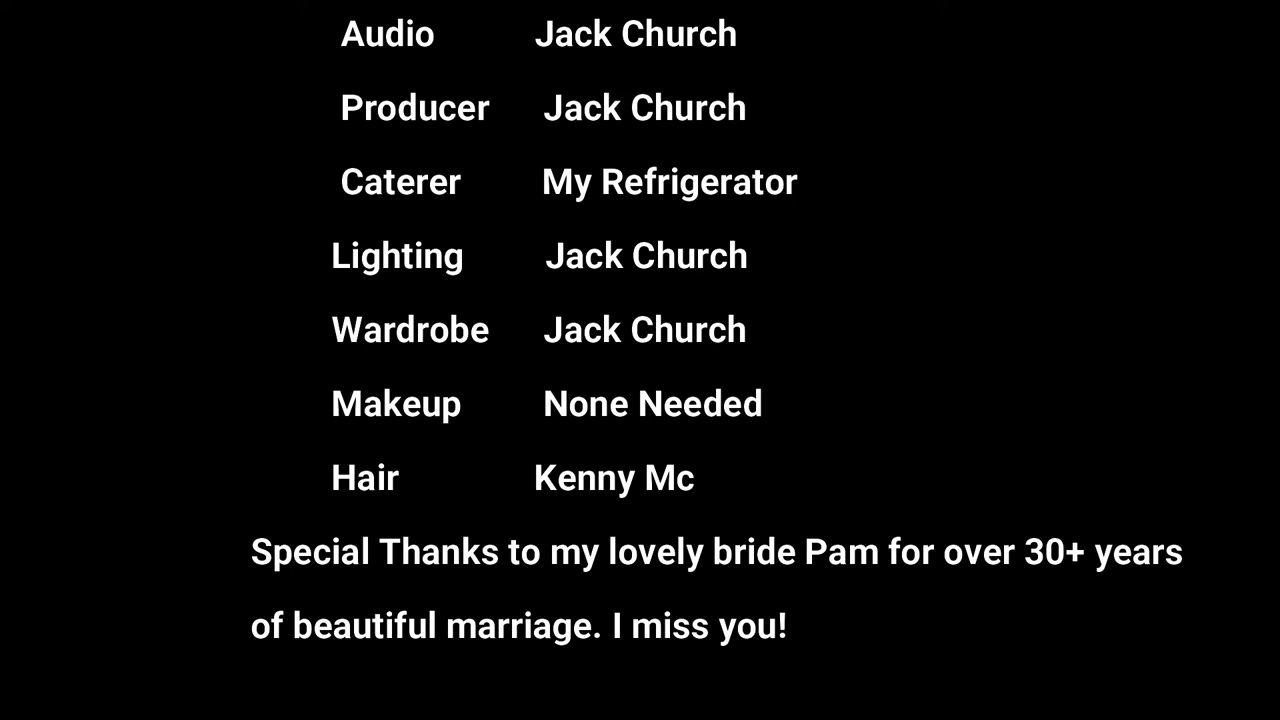 Audio Jack Church
Producer Jack Church
Caterer My Refrigerator
Lighting Jack Church
Wardrobe Jack Church
Makeup None Needed
Hair Kenny Mc
Special Thanks to my lovely bride Pam for over 30+ years
of beautiful marriage. I miss you!